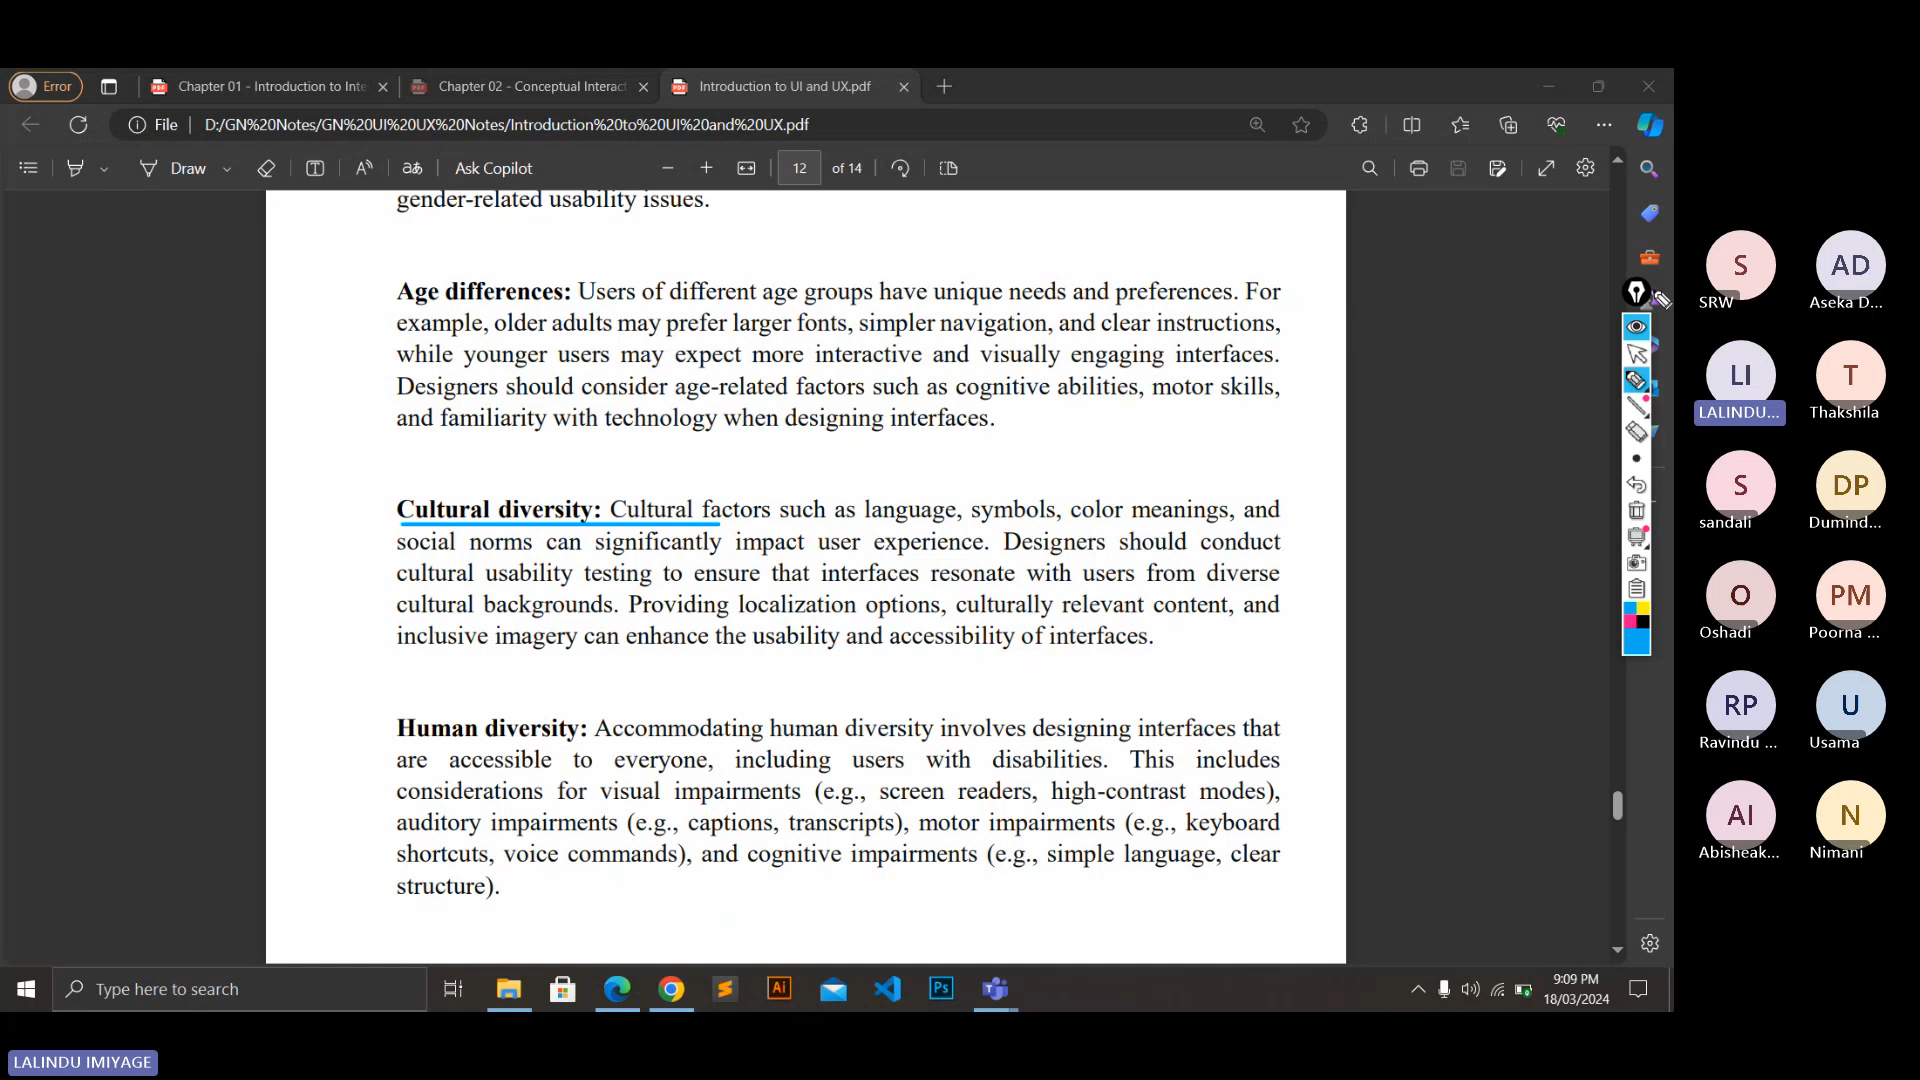 Error
Chapter 01 - Introduction to Inte
Chapter 02 - Conceptual Interact
Introduction to UI and UX.pdf
File
D:/GN%20Notes/GN%20UI%20UX%20Notes/Introduction%20to%20UI%20and%20UX.pdf
Draw
Ask Copilot
12
of 14
gender-related usability issues.
Age differences: Users of different age groups have unique needs and preferences. For
example, older adults may prefer larger fonts, simpler navigation, and clear instructions,
while younger users may expect more interactive and visually engaging interfaces.
Designers should consider age-related factors such as cognitive abilities, motor skills,
and familiarity with technology when designing interfaces.
Cultural diversity: Cultural factors such as language, symbols, color meanings, and
social norms can significantly impact user experience. Designers should conduct
cultural usability testing to ensure that interfaces resonate with users from diverse
cultural backgrounds. Providing localization options, culturally relevant content, and
inclusive imagery can enhance the usability and accessibility of interfaces.
Human diversity: Accommodating human diversity involves designing interfaces that
are accessible to everyone, including users with disabilities. This includes
considerations for visual impairments (e.g., screen readers, high-contrast modes),
auditory impairments (e.g., captions, transcripts), motor impairments (e.g., keyboard
shortcuts, voice commands), and cognitive impairments (e.g., simple language, clear
structure).
S
SRW
AD
Aseka D...
LI
LALINDU...
T
Thakshila
S
sandali
DP
Dumind...
O
Oshadi
PM
Poorna ...
RP
Ravindu ...
U
Usama
AI
Abisheak...
N
Nimani
Type here to search
Ai
Ps
9:09 PM
18/03/2024
LALINDU IMIYAGE